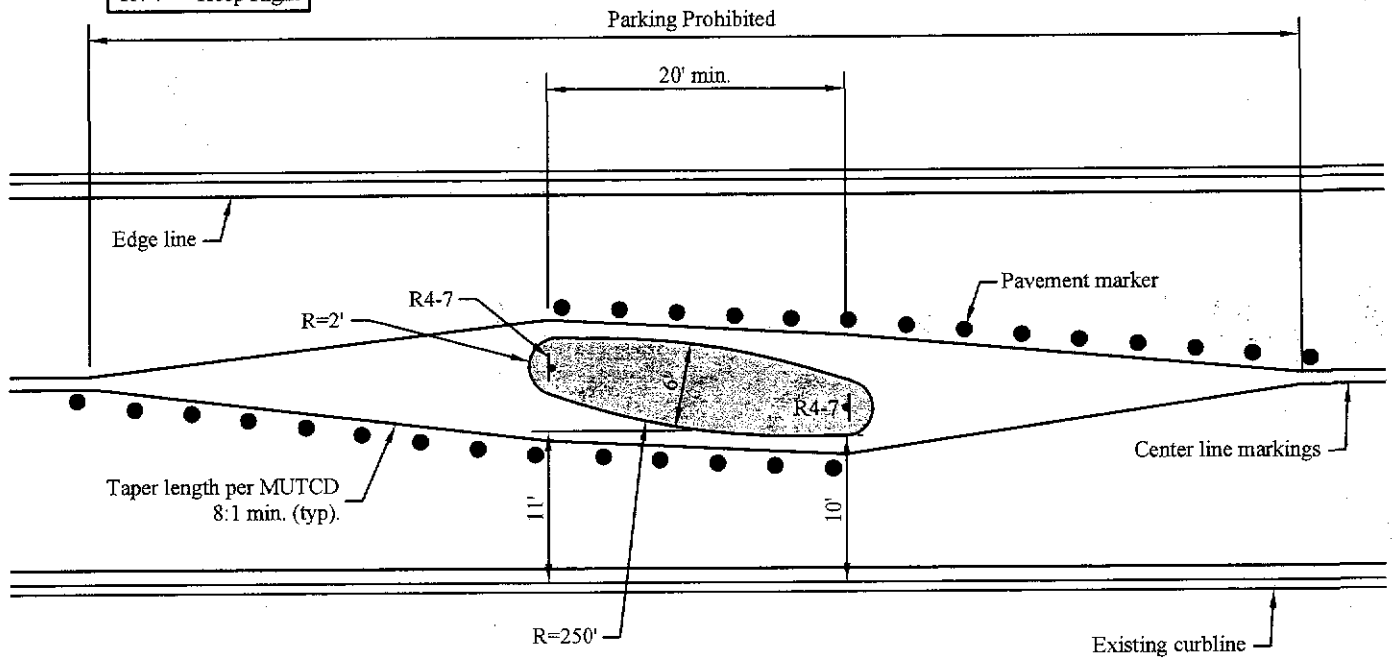 Parking Prohibited
20' min.
Edge line
R4-7
Pavement marker
R=2'
6'
R4-7
Center line markings
Taper length per MUTCD
8:1 min. (typ).
11'
10'
R=250'
Existing curbline